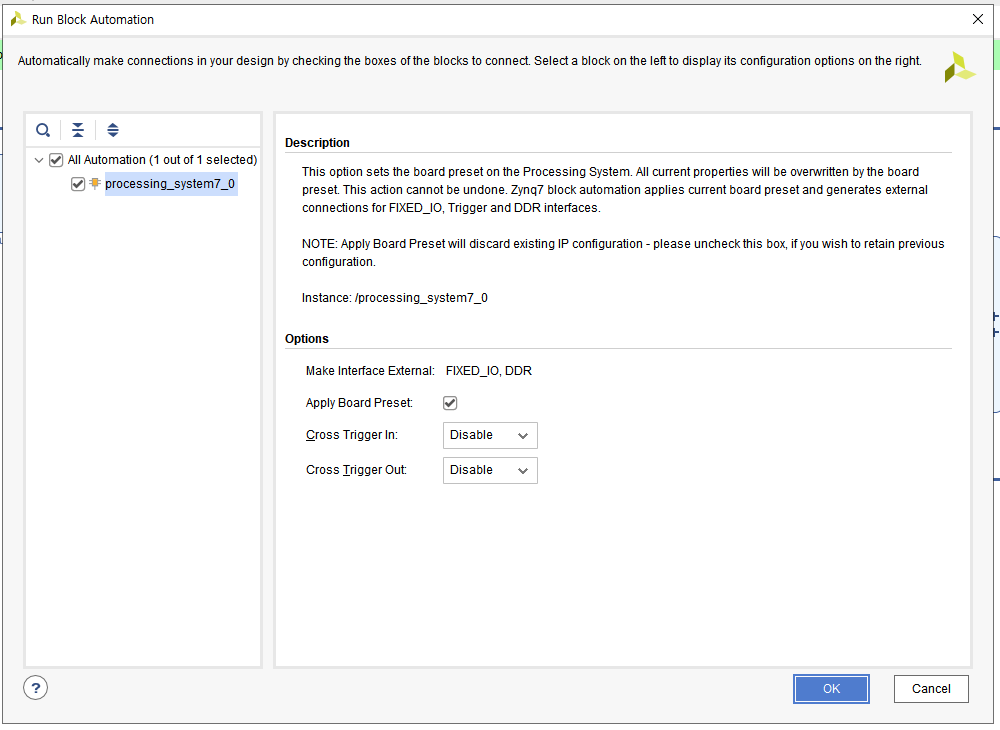 Run Block Automation
Automatically make connections in your design by checking the boxes of the blocks to connect. Select a block on the left to display its configuration options on the right.
All Automation (1 out of 1 selected)
processing_system7_0
Description
This option sets the board preset on the Processing System. All current properties will be overwritten by the board
preset. This action cannot be undone. Zynq7 block automation applies current board preset and generates external
connections for FIXED_IO, Trigger and DDR interfaces.
NOTE: Apply Board Preset will discard existing IP configuration - please uncheck this box, if you wish to retain previous
configuration.
Instance: /processing_system7_0
Options
Make Interface External: FIXED_IO, DDR
Apply Board Preset:
Cross Trigger In: Disable
Cross Trigger Out: Disable
?
OK
Cancel